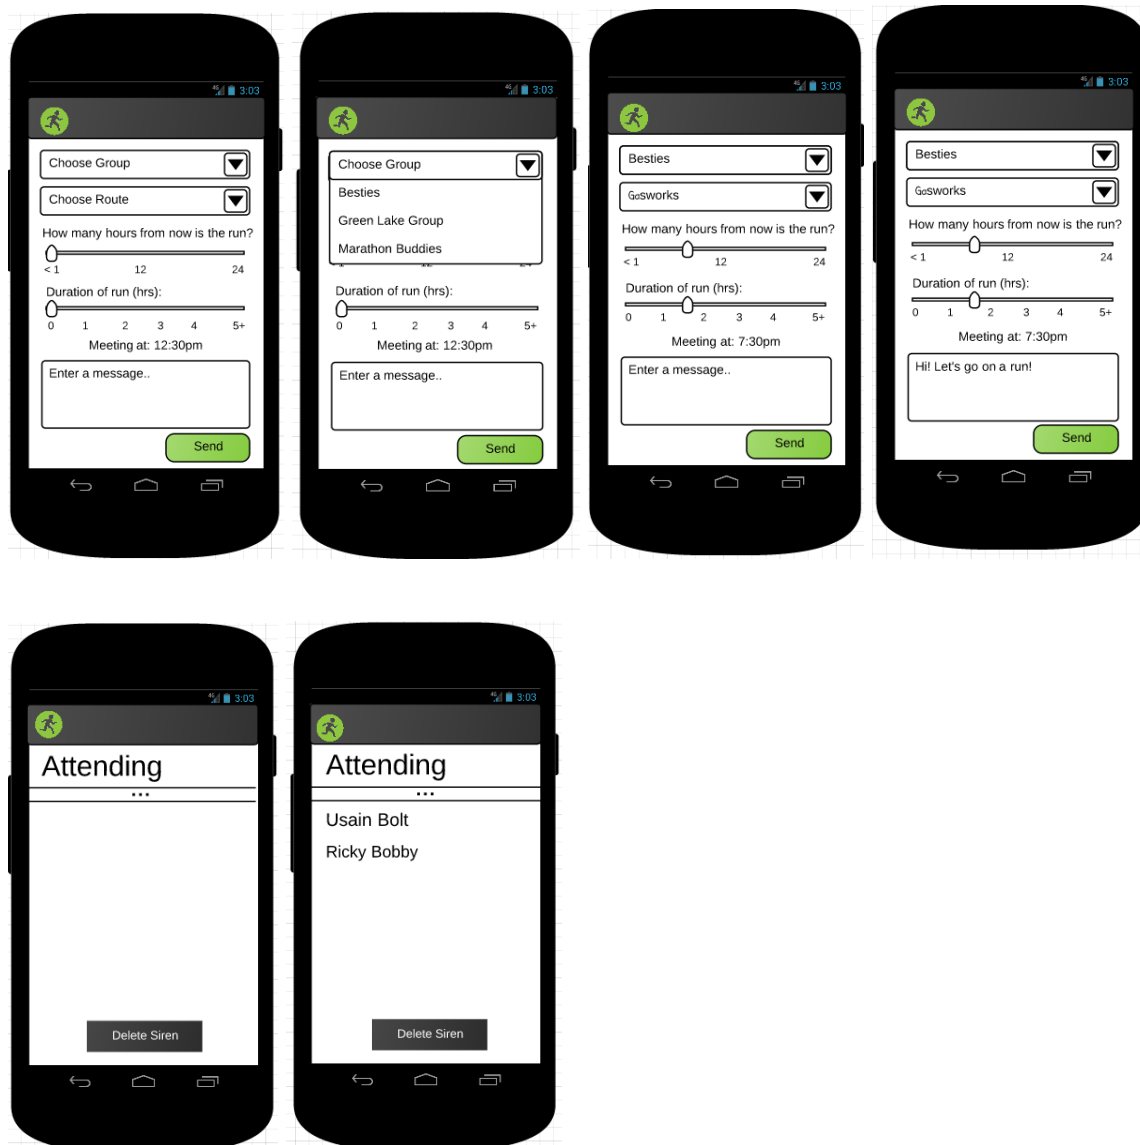 4G 3:03
Choose Group
Choose Route
How many hours from now is the run?
< 1 12 24
Duration of run (hrs):
0 1 2 3 4 5+
Meeting at: 12:30pm
Enter a message..
Send
4G 3:03
Choose Group
Besties
Green Lake Group
Marathon Buddies
Duration of run (hrs):
0 1 2 3 4 5+
Meeting at: 12:30pm
Enter a message..
Send
4G 3:03
Besties
Gasworks
How many hours from now is the run?
< 1 12 24
Duration of run (hrs):
0 1 2 3 4 5+
Meeting at: 7:30pm
Enter a message..
Send
4G 3:03
Besties
Gasworks
How many hours from now is the run?
< 1 12 24
Duration of run (hrs):
0 1 2 3 4 5+
Meeting at: 7:30pm
Hi! Let's go on a run!
Send
4G 3:03
Attending
...
Delete Siren
4G 3:03
Attending
...
Usain Bolt
Ricky Bobby
Delete Siren